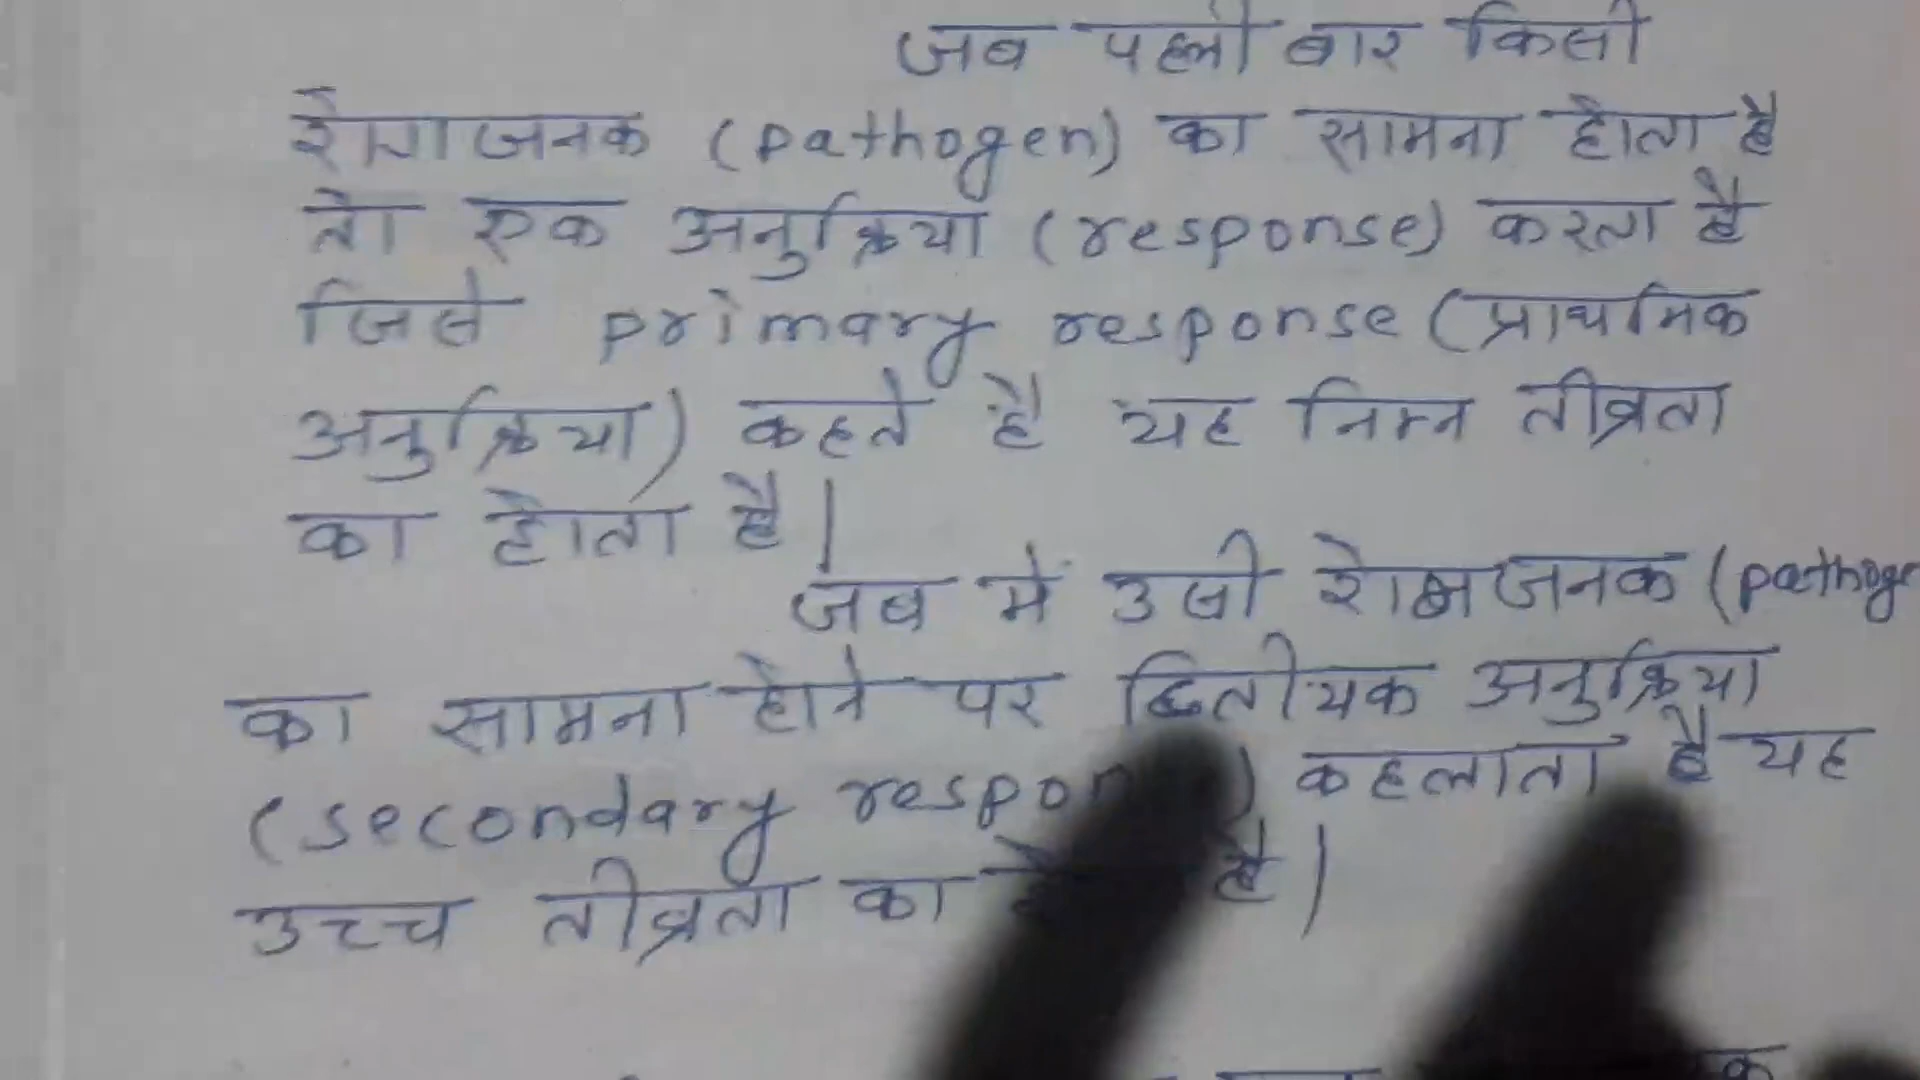 जब पहली बार किसी
रोगजनक (pathogen) का सामना होता है
तो एक अनुक्रिया (response) करता है
जिसे primary response (प्राथमिक
अनुक्रिया) कहते है यह निम्न तीव्रता
का होता है|
जब में उसी रोगजनक (pathoge
का सामना होने पर द्वितीयक अनुक्रिया
(secondary respon ) कहलाता है यह
उच्च तीव्रता का है|